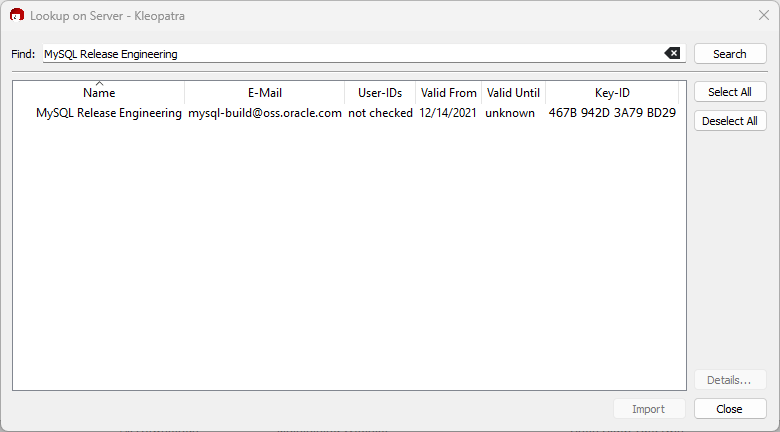 Lookup on Server - Kleopatra
Find: MySQL Release Engineering Search
Name E-Mail User-IDs Valid From Valid Until Key-ID Select All
MySQL Release Engineering mysql-build@oss.oracle.com not checked 12/14/2021 unknown 467B 942D 3A79 BD29
Deselect All
Details...
Import Close